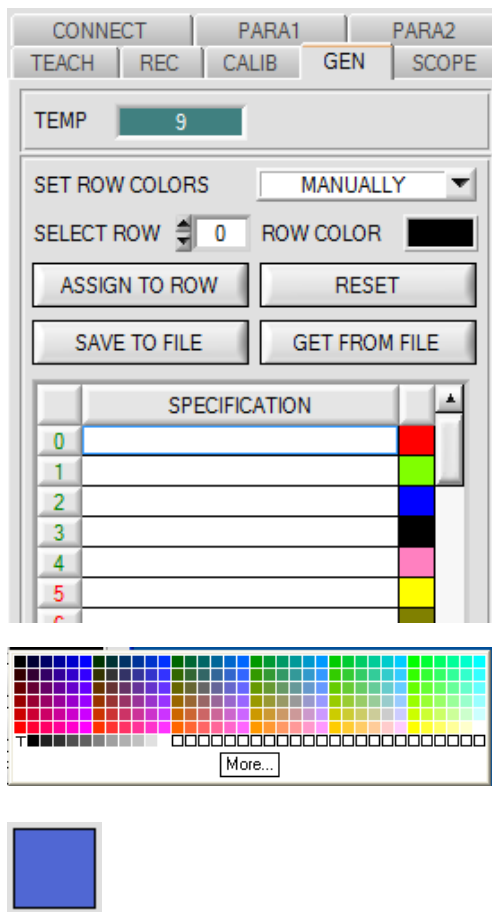 CONNECT PARA1 PARA2
TEACH REC CALIB GEN SCOPE
TEMP 9
SET ROW COLORS MANUALLY
SELECT ROW 0 ROW COLOR
ASSIGN TO ROW RESET
SAVE TO FILE GET FROM FILE
SPECIFICATION
0
1
2
3
4
5
T
More...